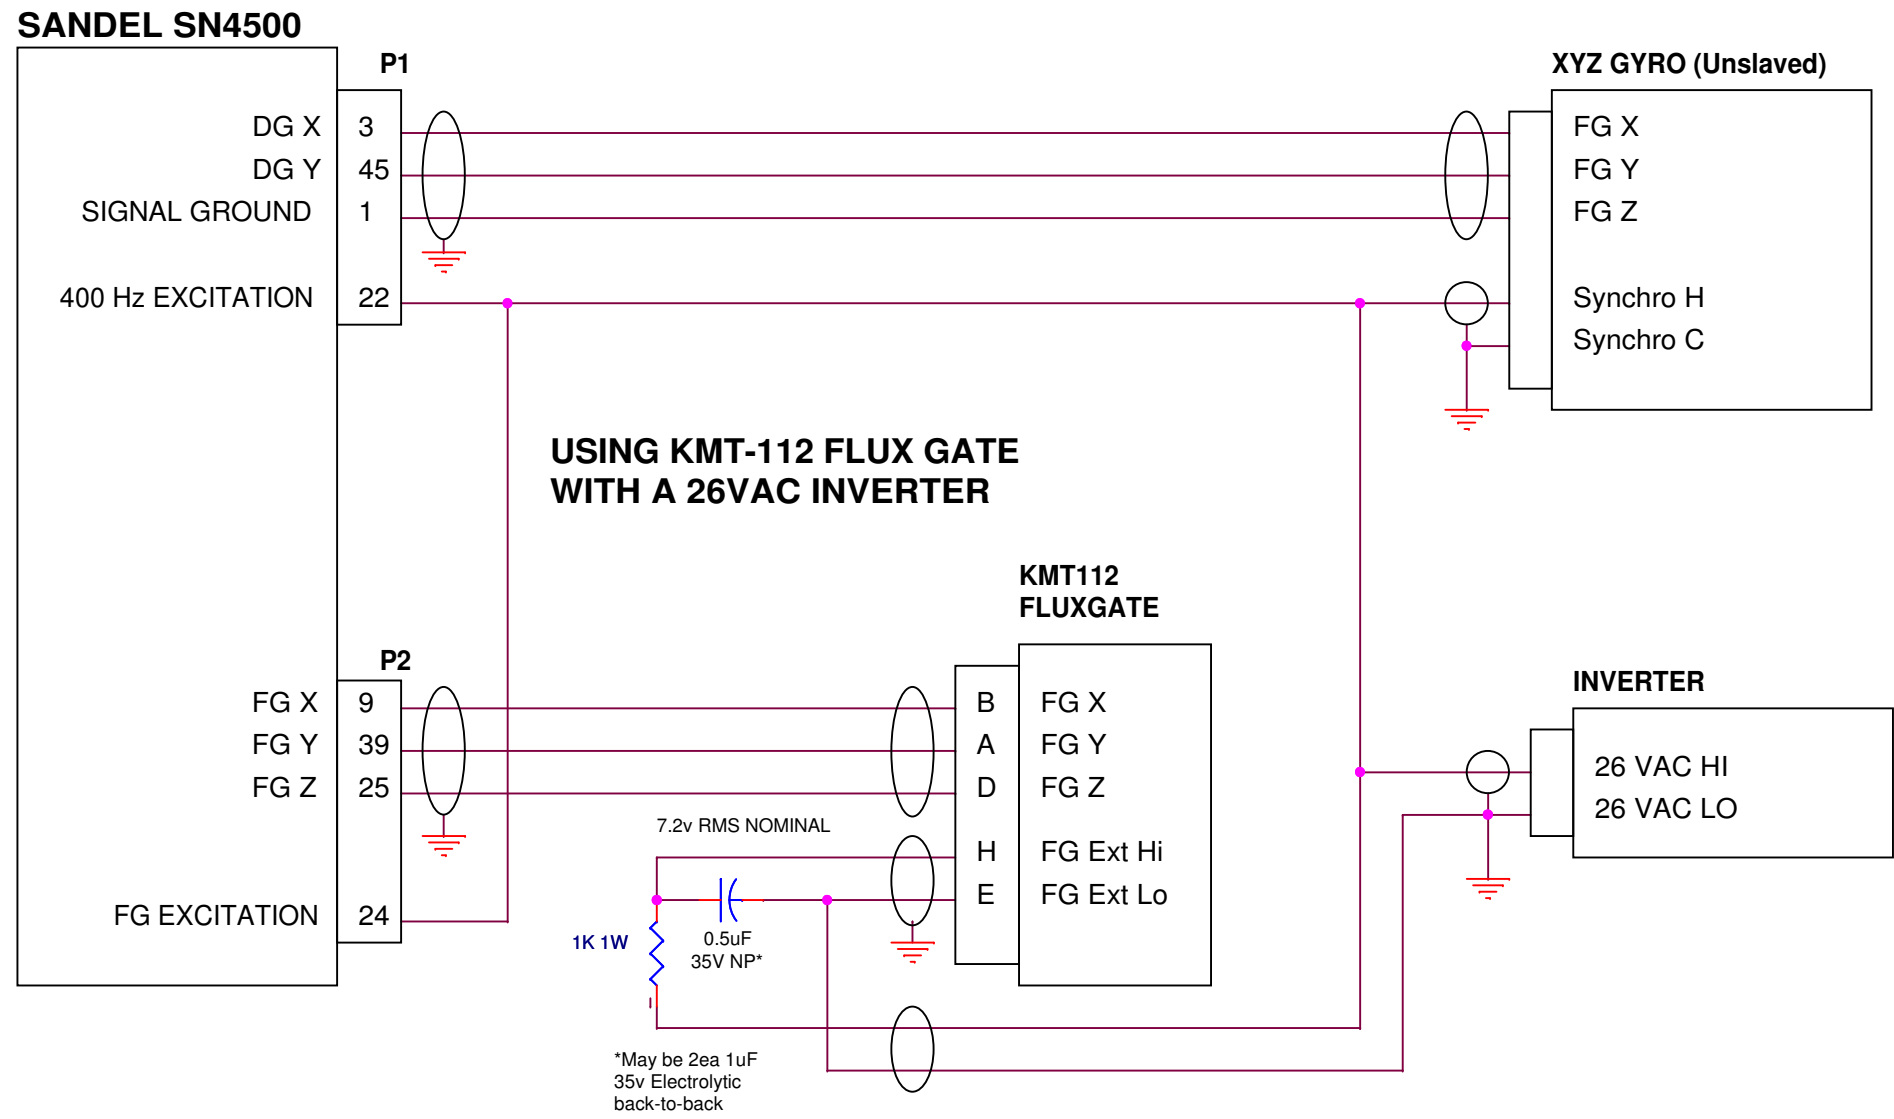 SANDEL SN4500
P1
DG X 3
DG Y 45
SIGNAL GROUND 1
400 Hz EXCITATION 22
XYZ GYRO (Unslaved)
FG X
FG Y
FG Z
Synchro H
Synchro C
USING KMT-112 FLUX GATE
WITH A 26VAC INVERTER
P2
FG X 9
FG Y 39
FG Z 25
FG EXCITATION 24
KMT112
FLUXGATE
B FG X
A FG Y
D FG Z
H FG Ext Hi
E FG Ext Lo
7.2v RMS NOMINAL
1K 1W
0.5uF
35V NP*
*May be 2ea 1uF
35v Electrolytic
back-to-back
INVERTER
26 VAC HI
26 VAC LO